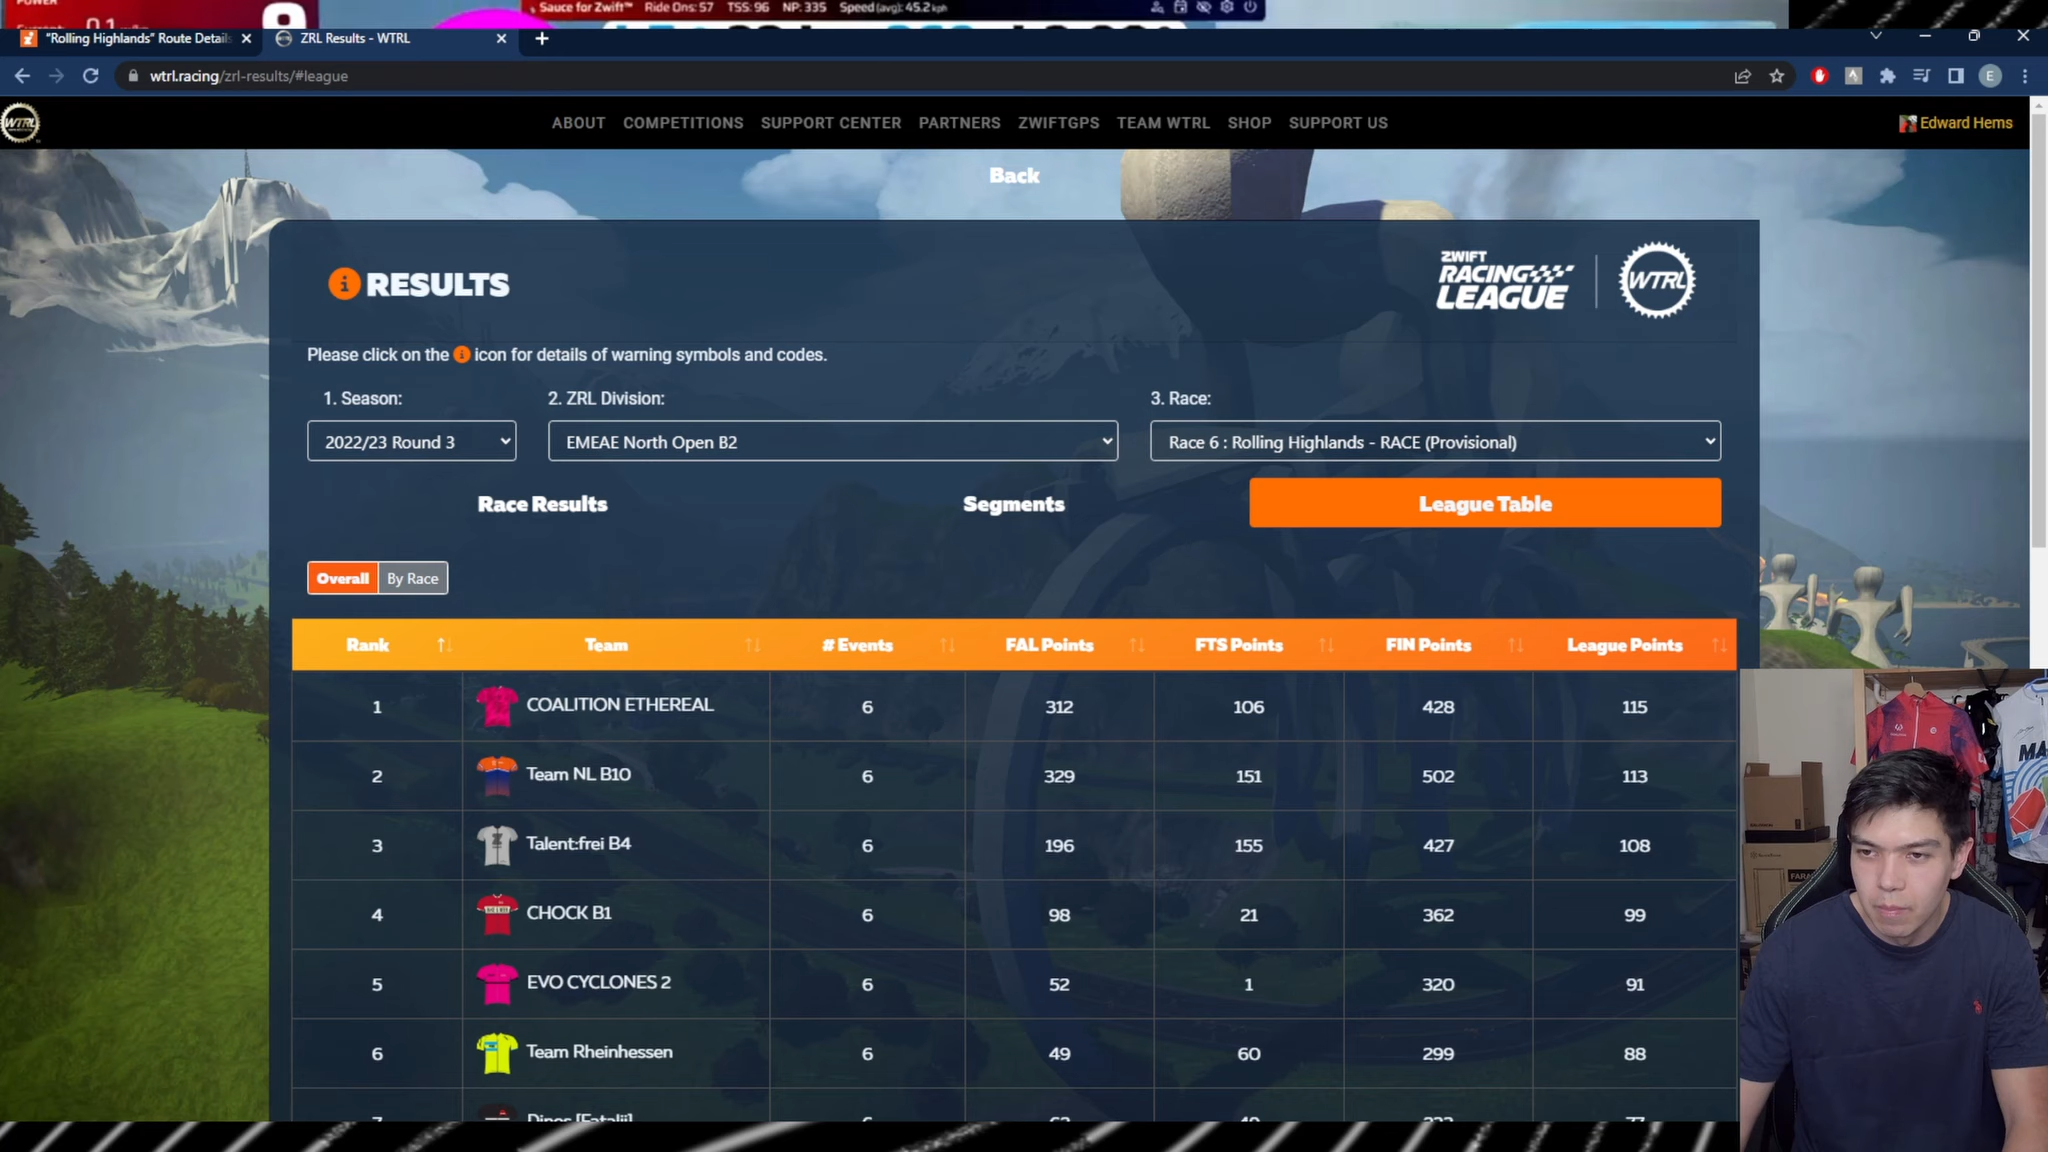 POWER
Sauce for Zwift™ Ride Ons: 57 TSS: 96 NP: 335 Speed (avg): 45.2 kph
"Rolling Highlands" Route Details
ZRL Results - WTRL
wtrl.racing/zrl-results/#league
E
WTRL
ABOUT COMPETITIONS SUPPORT CENTER PARTNERS ZWIFTGPS TEAM WTRL SHOP SUPPORT US
Edward Hems
Back
RESULTS
ZWIFT
RACING
LEAGUE
WTRL
Please click on the i icon for details of warning symbols and codes.
1. Season: 2. ZRL Division: 3. Race:
2022/23 Round 3 EMEAE North Open B2 Race 6 : Rolling Highlands - RACE (Provisional)
Race Results Segments League Table
Overall By Race
Rank Team # Events FAL Points FTS Points FIN Points League Points
1 COALITION ETHEREAL 6 312 106 428 115
2 Team NL B10 6 329 151 502 113
3 Talent:frei B4 6 196 155 427 108
4 CHOCK B1 6 98 21 362 99
5 EVO CYCLONES 2 6 52 1 320 91
6 Team Rheinhessen 6 49 60 299 88